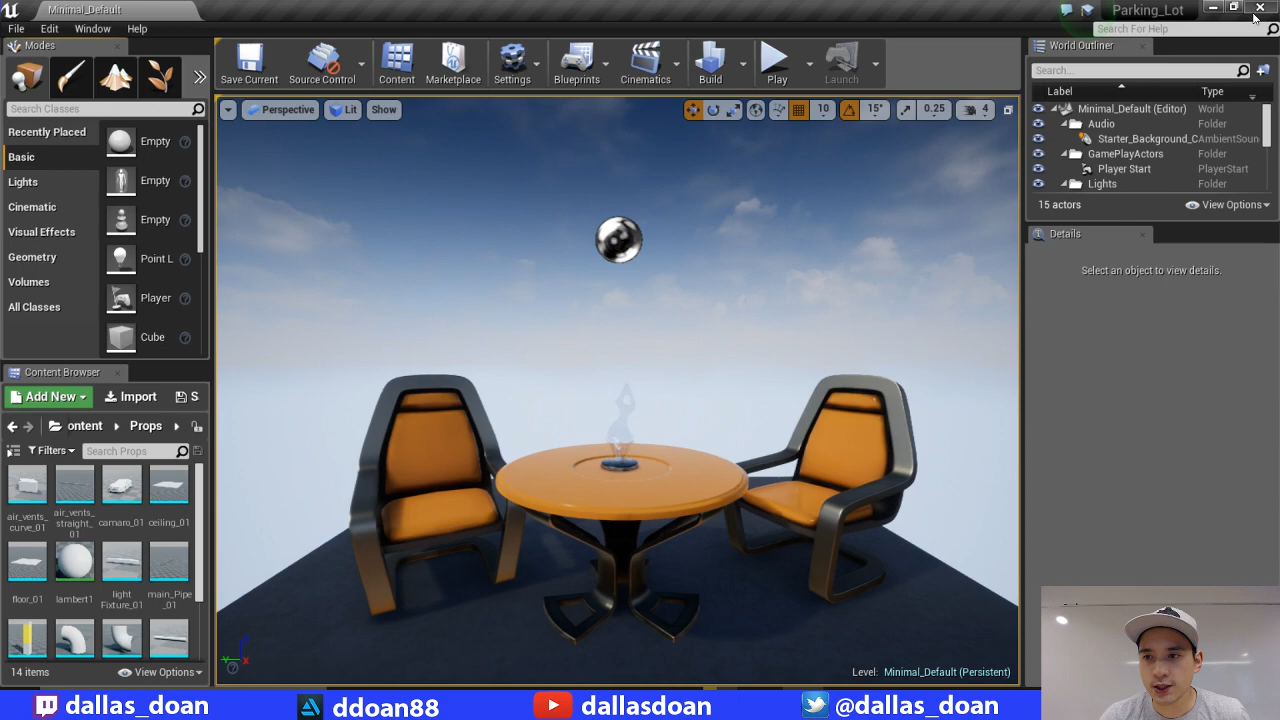 Minimal_Default
Parking_Lot
File Edit Window Help
Search For Help
Modes
Save Current
Source Control
Content
Marketplace
Settings
Blueprints
Cinematics
Build
Play
Launch
Search Classes
Recently Placed
Basic
Lights
Cinematic
Visual Effects
Geometry
Volumes
All Classes
Empty
Empty
Empty
Point L
Player
Cube
Perspective
Lit
Show
10
15°
0.25
4
World Outliner
Search...
Label Type
Minimal_Default (Editor) World
Audio Folder
Starter_Background_C AmbientSoun
GamePlayActors Folder
Player Start PlayerStart
Lights Folder
15 actors
View Options
Details
Select an object to view details.
Content Browser
Add New
Import
S
ontent
Props
Filters
Search Props
air_vents_
curve_01
air_vents_
straight_
01
camaro_01
ceiling_01
floor_01
lambert1
light
Fixture_01
main_Pipe
_01
14 items
View Options
Level: Minimal_Default (Persistent)
dallas_doan
ddoan88
dallasdoan
@dallas_doan